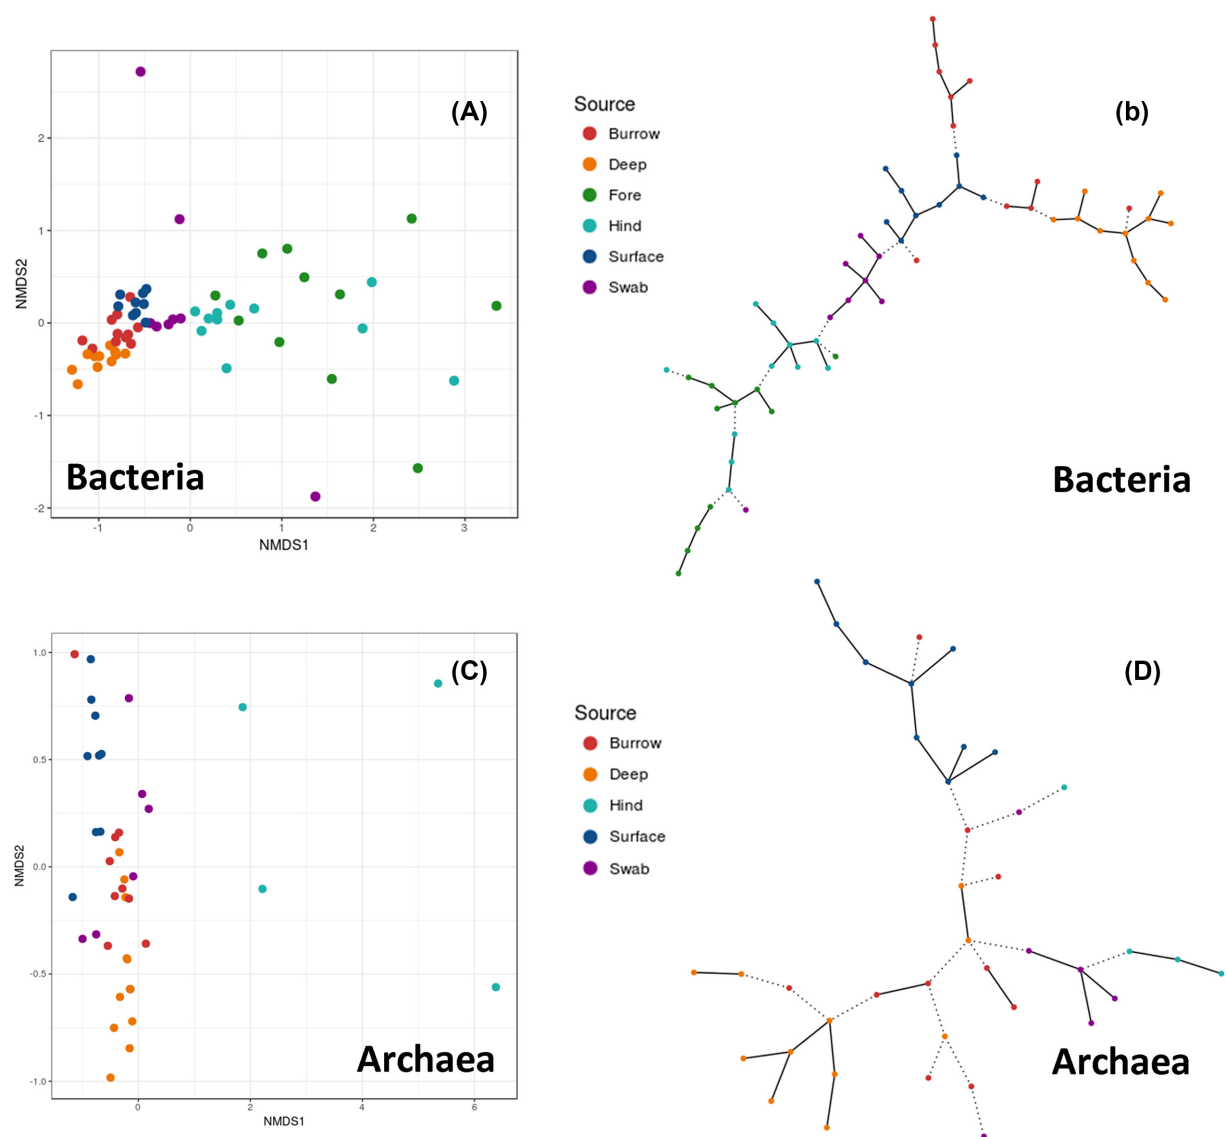 (A)
2
1
0
-1
-2
NMDS2
-1
0
1
2
3
NMDS1
Bacteria
Source
Burrow
Deep
Fore
Hind
Surface
Swab
(b)
Bacteria
(C)
1.0
0.5
0.0
-0.5
-1.0
NMDS2
0
2
4
6
NMDS1
Archaea
Source
Burrow
Deep
Hind
Surface
Swab
(D)
Archaea